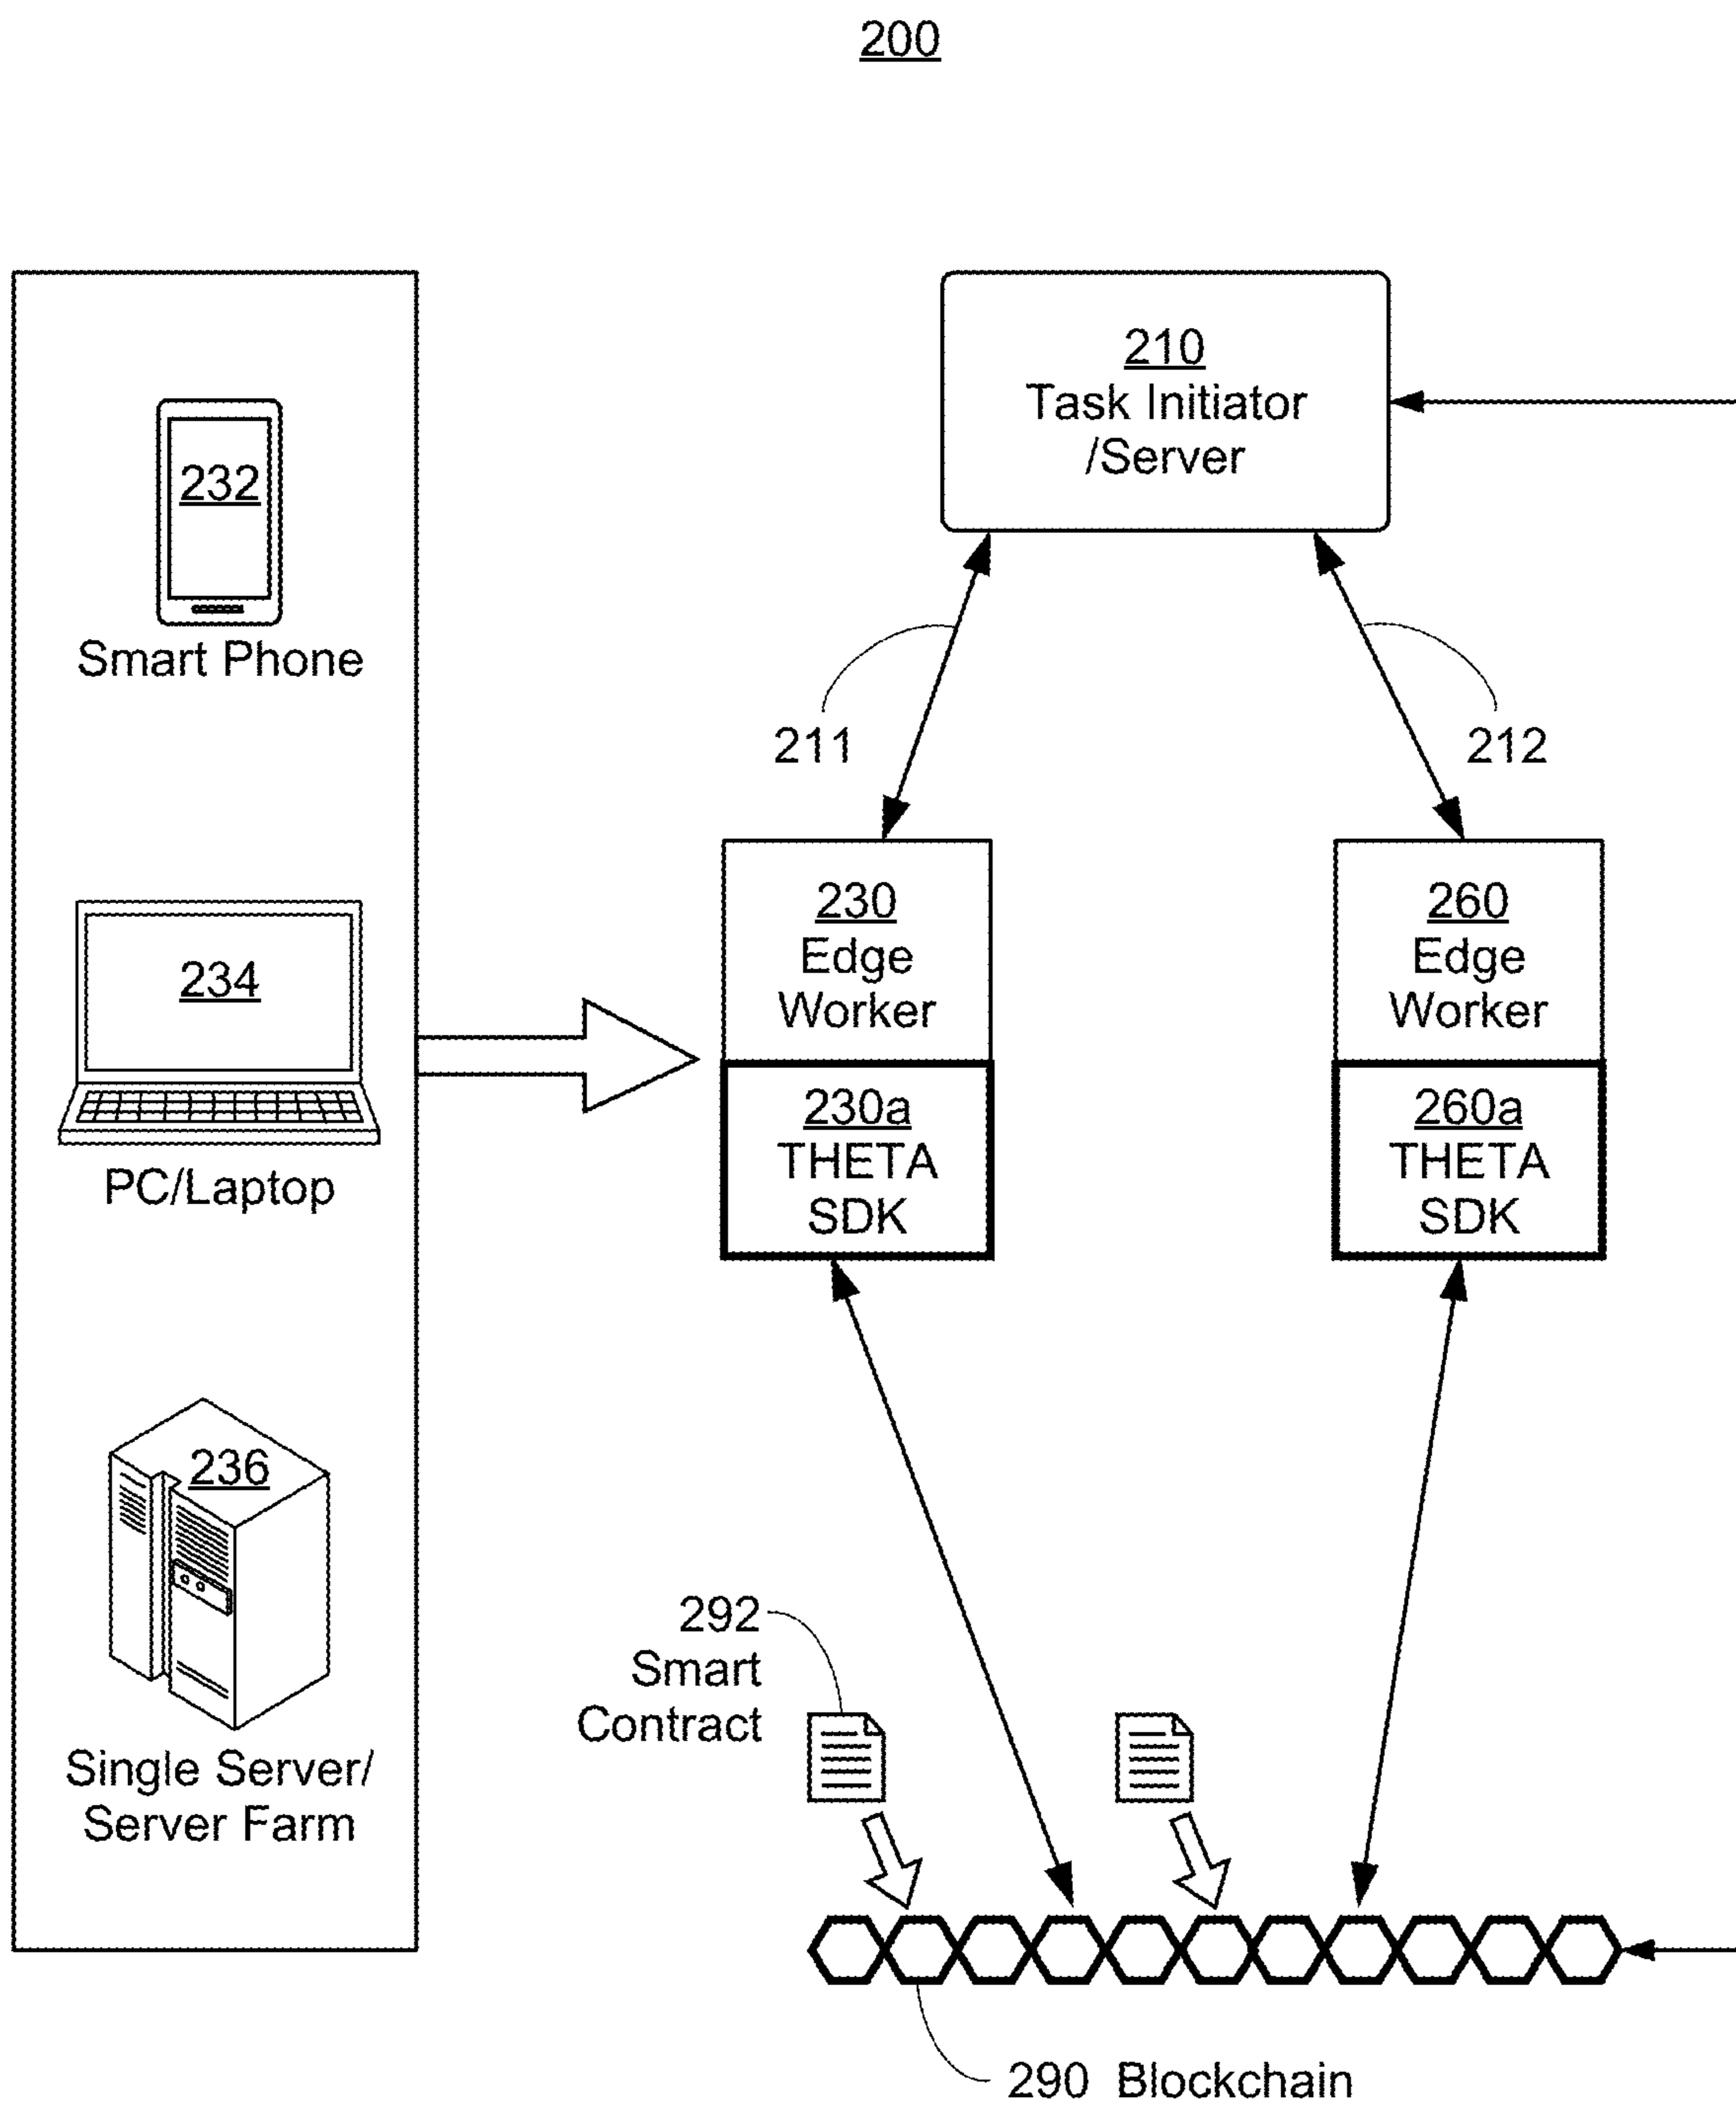 200
210
Task Initiator
/Server
232
Smart Phone
211
212
230
Edge
Worker
260
Edge
Worker
234
PC/Laptop
230a
THETA
SDK
260a
THETA
SDK
236
Single Server/
Server Farm
292
Smart
Contract
290 Blockchain